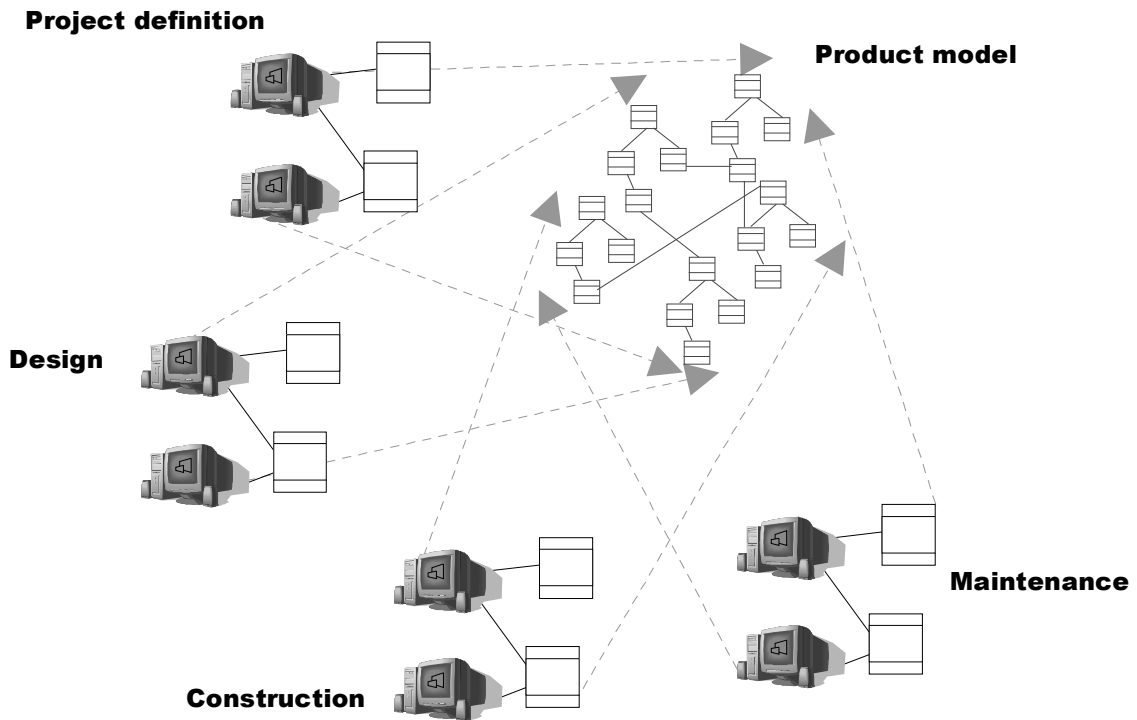 Project definition
Product model
Design
Maintenance
Construction